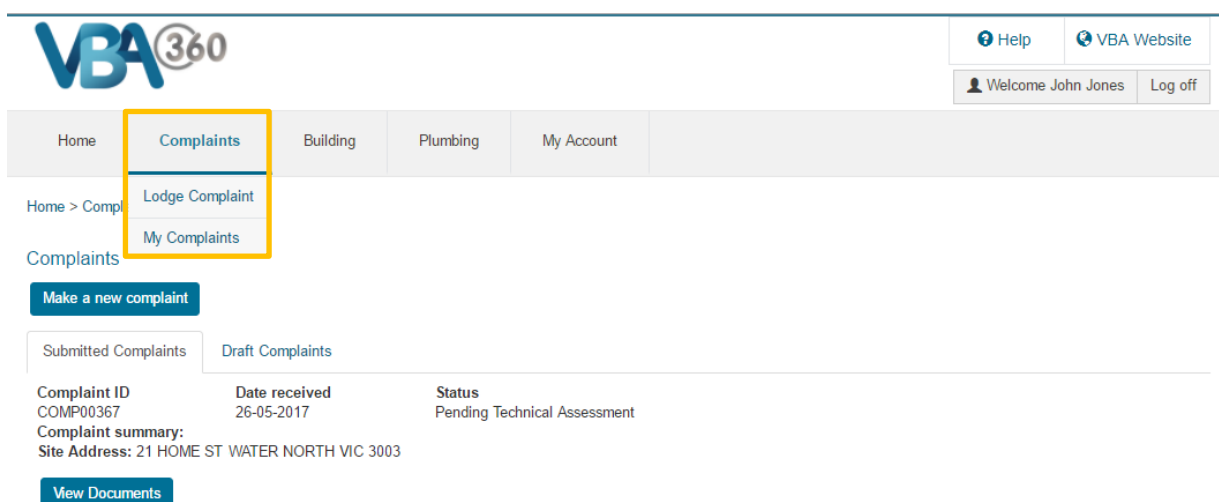 VBA 360
Help VBA Website
Welcome John Jones Log off
Home Complaints Building Plumbing My Account
Lodge Complaint
Home > Compl
My Complaints
Complaints
Make a new complaint
Submitted Complaints Draft Complaints
Complaint ID Date received Status
COMP00367 26-05-2017 Pending Technical Assessment
Complaint summary:
Site Address: 21 HOME ST WATER NORTH VIC 3003
View Documents